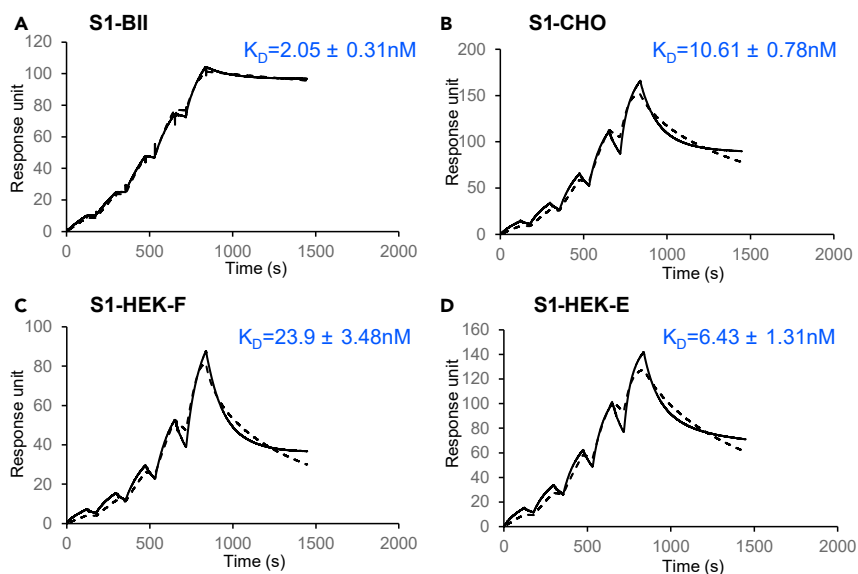 A S1-BII
K_D=2.05 ± 0.31nM
120
100
80
60
40
20
0
Response unit
0 500 1000 1500 2000
Time (s)
B S1-CHO
K_D=10.61 ± 0.78nM
200
150
100
50
0
Response unit
0 500 1000 1500 2000
Time (s)
C S1-HEK-F
K_D=23.9 ± 3.48nM
100
80
60
40
20
0
Response unit
0 500 1000 1500 2000
Time (s)
D S1-HEK-E
K_D=6.43 ± 1.31nM
160
140
120
100
80
60
40
20
0
Response unit
0 500 1000 1500 2000
Time (s)